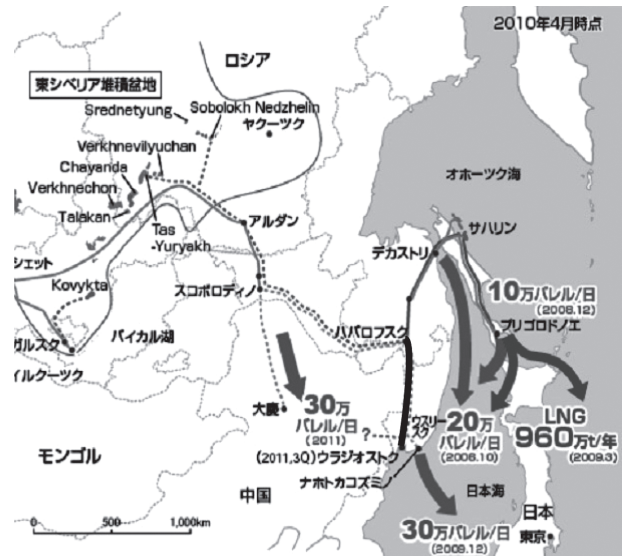 2010年4月時点
ロシア
東シベリア堆積盆地
Srednetyung
Sobolokh Nedzhelin
ヤクーツク
Verkhnevilyuchan
Chayanda
Verkhnechon
Talakan
Tas
-Yuryakh
オホーツク海
アルダン
サハリン
デカストリ
シェット
Kovykta
スコボロディノ
10万バレル/日
(2008.12)
ガルスク
バイカル湖
ハバロフスク
プリゴロドノエ
イルクーツク
大慶
30万
バレル/日
(2011)
?
ウスリー
スク
20万
バレル/日
(2006.10)
LNG
960万t/年
(2009.3)
(2011,3Q)ウラジオストク
モンゴル
ナホトカコズミノ
中国
日本海
日本
東京
30万バレル/日
(2009.12)
0
500
1,000km